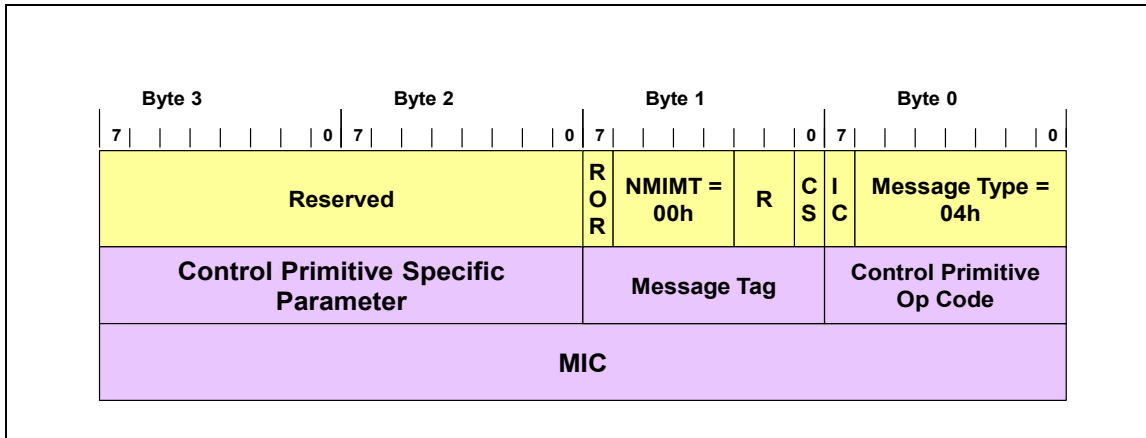 Byte 3 Byte 2 Byte 1 Byte 0
7 0 7 0 7 0 7 0
Reserved
R
O
R
NMIMT =
00h
R
C
S
I
C
Message Type =
04h
Control Primitive Specific
Parameter
Message Tag
Control Primitive
Op Code
MIC